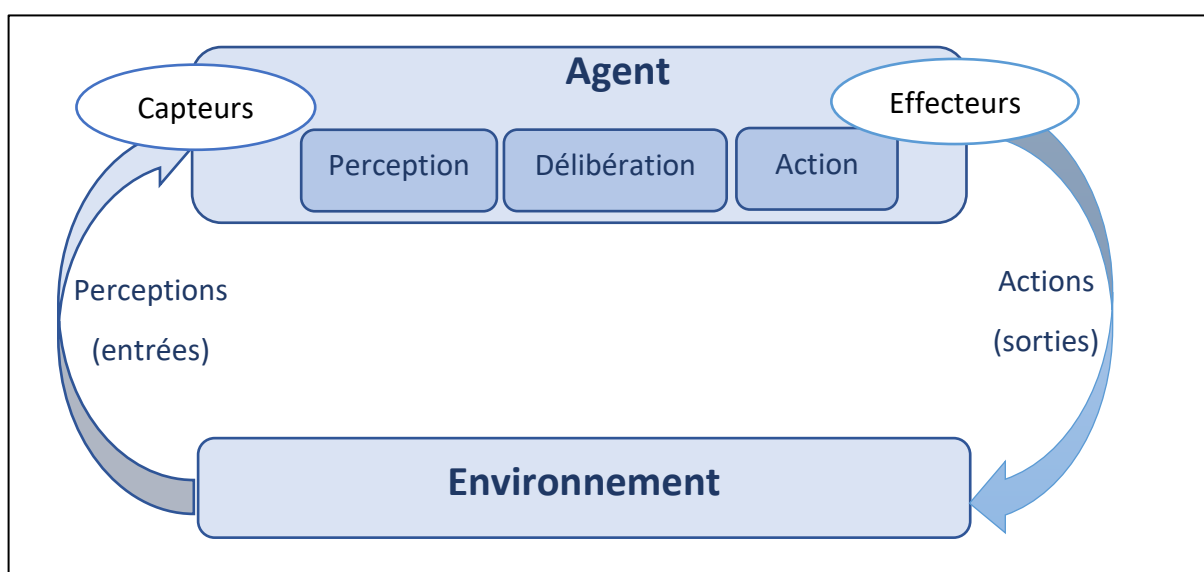 Agent
Capteurs
Effecteurs
Perception
Délibération
Action
Perceptions
(entrées)
Actions
(sorties)
Environnement